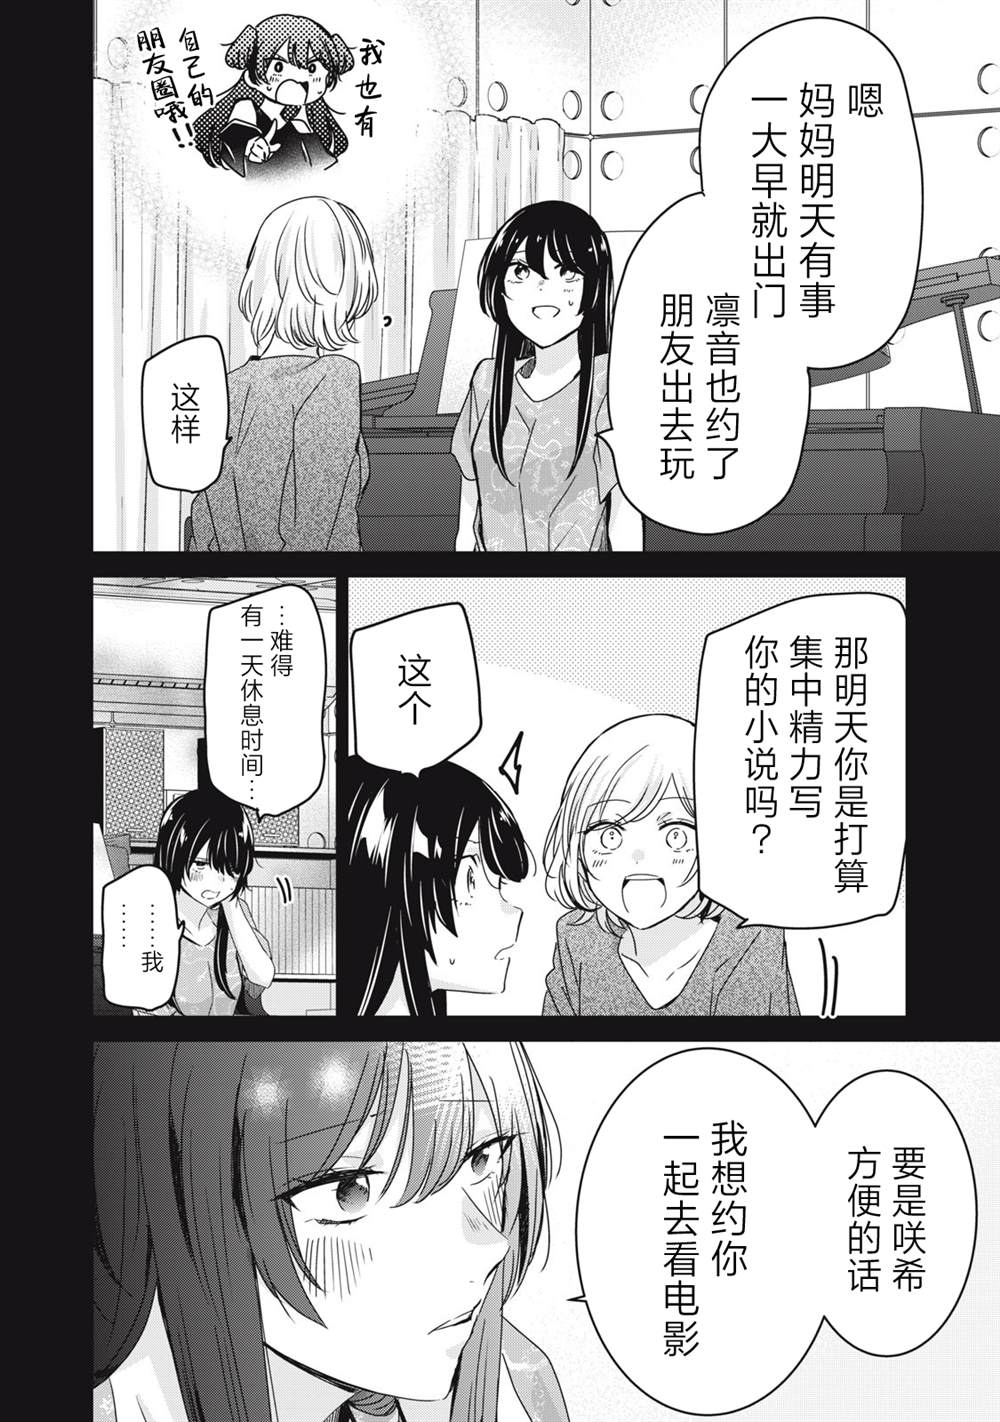 嗯
妈妈明天有事
一大早就出门
凛音也约了
朋友出去玩
我也有
自己的
朋友圈哦!!
这样
那明天你是打算
集中精力写
你的小说吗？
这个
…难得
有一天休息时间…
………我
………
要是咲希
方便的话
我想约你
一起去看电影